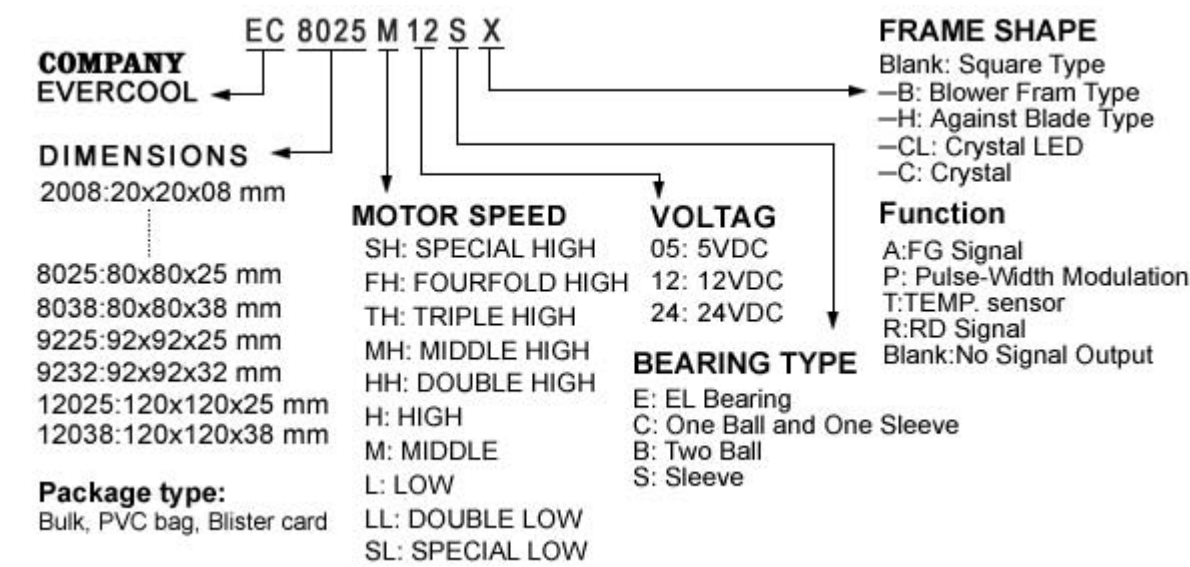 EC 8025 M 12 S X
COMPANY
EVERCOOL
DIMENSIONS
2008:20x20x08 mm
8025:80x80x25 mm
8038:80x80x38 mm
9225:92x92x25 mm
9232:92x92x32 mm
12025:120x120x25 mm
12038:120x120x38 mm
Package type:
Bulk, PVC bag, Blister card
MOTOR SPEED
SH: SPECIAL HIGH
FH: FOURFOLD HIGH
TH: TRIPLE HIGH
MH: MIDDLE HIGH
HH: DOUBLE HIGH
H: HIGH
M: MIDDLE
L: LOW
LL: DOUBLE LOW
SL: SPECIAL LOW
VOLTAG
05: 5VDC
12: 12VDC
24: 24VDC
BEARING TYPE
E: EL Bearing
C: One Ball and One Sleeve
B: Two Ball
S: Sleeve
FRAME SHAPE
Blank: Square Type
—B: Blower Fram Type
—H: Against Blade Type
—CL: Crystal LED
—C: Crystal
Function
A:FG Signal
P: Pulse-Width Modulation
T:TEMP. sensor
R:RD Signal
Blank:No Signal Output